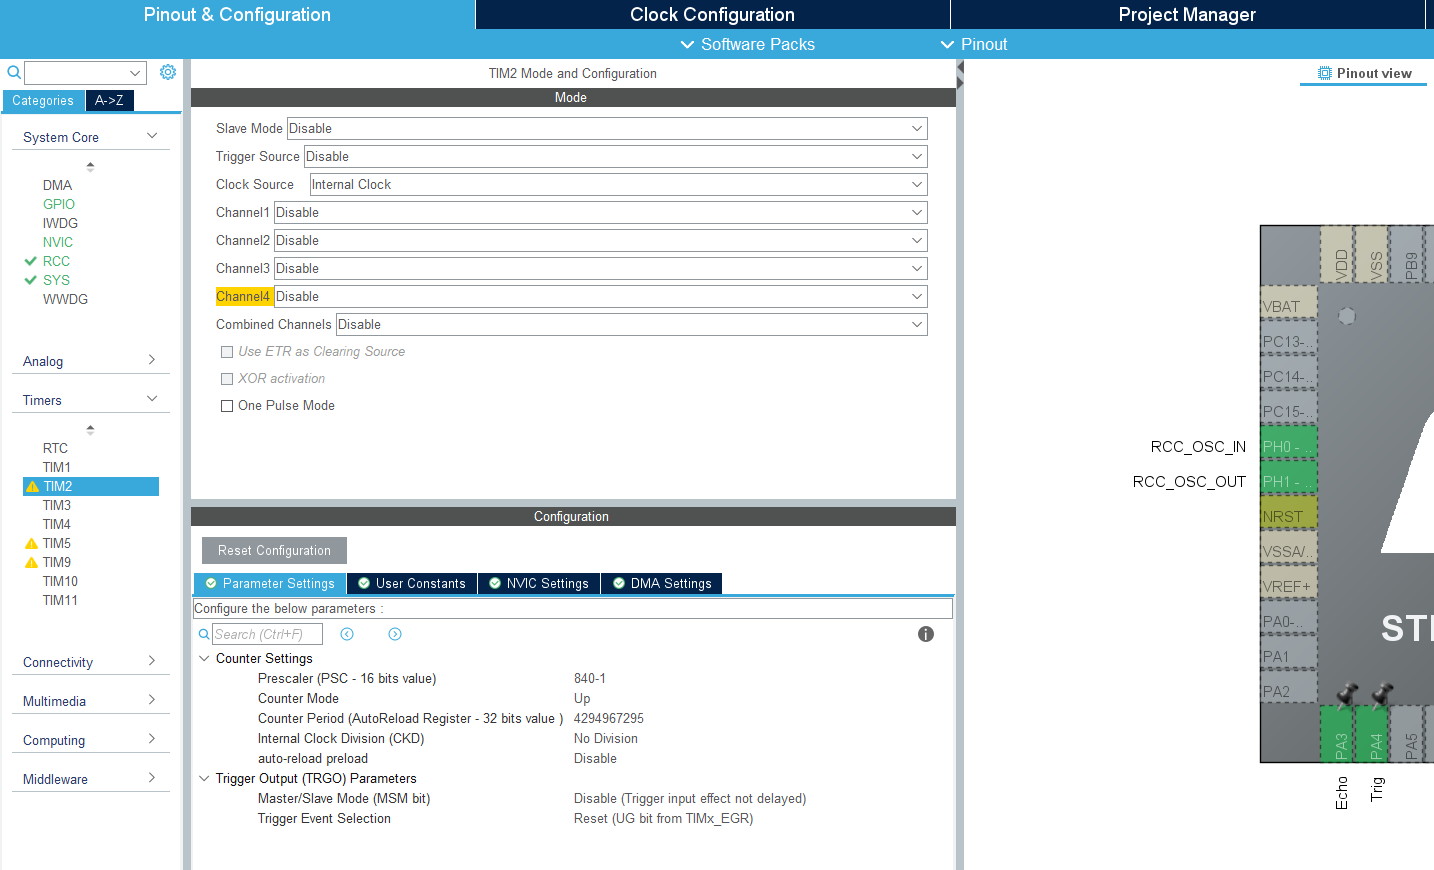 Pinout & Configuration
Clock Configuration
Project Manager
Software Packs
Pinout
Categories
A->Z
System Core
DMA
GPIO
IWDG
NVIC
RCC
SYS
WWDG
Analog
Timers
RTC
TIM1
TIM2
TIM3
TIM4
TIM5
TIM9
TIM10
TIM11
Connectivity
Multimedia
Computing
Middleware
TIM2 Mode and Configuration
Mode
Slave Mode Disable
Trigger Source Disable
Clock Source Internal Clock
Channel1 Disable
Channel2 Disable
Channel3 Disable
Channel4 Disable
Combined Channels Disable
Use ETR as Clearing Source
XOR activation
One Pulse Mode
Configuration
Reset Configuration
Parameter Settings
User Constants
NVIC Settings
DMA Settings
Configure the below parameters :
Search (Ctrl+F)
Counter Settings
Prescaler (PSC - 16 bits value) 840-1
Counter Mode Up
Counter Period (AutoReload Register - 32 bits value ) 4294967295
Internal Clock Division (CKD) No Division
auto-reload preload Disable
Trigger Output (TRGO) Parameters
Master/Slave Mode (MSM bit) Disable (Trigger input effect not delayed)
Trigger Event Selection Reset (UG bit from TIMx_EGR)
Pinout view
VDD
VSS
PB9
VBAT
PC13-..
PC14-..
PC15-..
RCC_OSC_IN PH0 - ..
RCC_OSC_OUT PH1 - ..
NRST
VSSA/..
VREF+
PA0-..
PA1
PA2
PA3
PA4
PA5
Echo
Trig